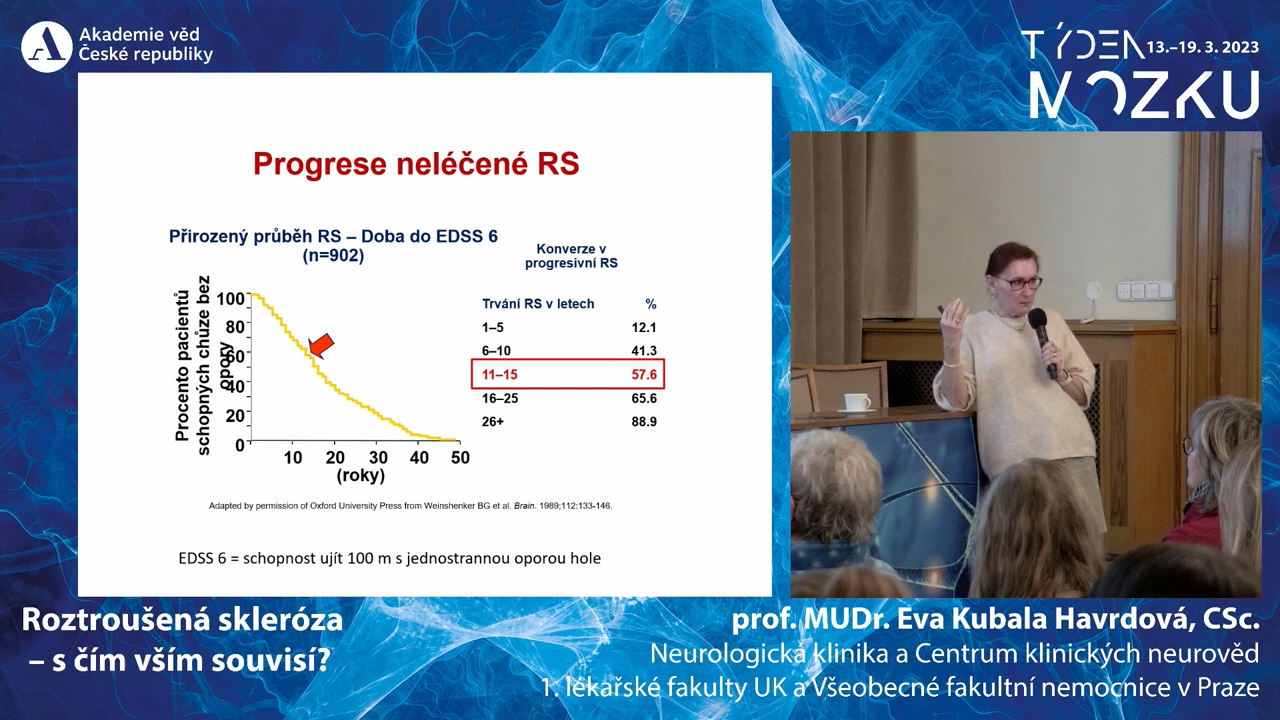 Akademie věd
České republiky
TÝDEN 13.–19. 3. 2023
MOZKU
Progrese neléčené RS
Přirozený průběh RS – Doba do EDSS 6
(n=902)
Procento pacientů
schopných chůze bez
opory
100
80
60
40
20
0
10 20 30 40 50
(roky)
Konverze v
progresivní RS
Trvání RS v letech %
1–5 12.1
6–10 41.3
11–15 57.6
16–25 65.6
26+ 88.9
Adapted by permission of Oxford University Press from Weinshenker BG et al. Brain. 1989;112:133-146.
EDSS 6 = schopnost ujít 100 m s jednostrannou oporou hole
Roztroušená skleróza
– s čím vším souvisí?
prof. MUDr. Eva Kubala Havrdová, CSc.
Neurologická klinika a Centrum klinických neurověd
1. lékařské fakulty UK a Všeobecné fakultní nemocnice v Praze